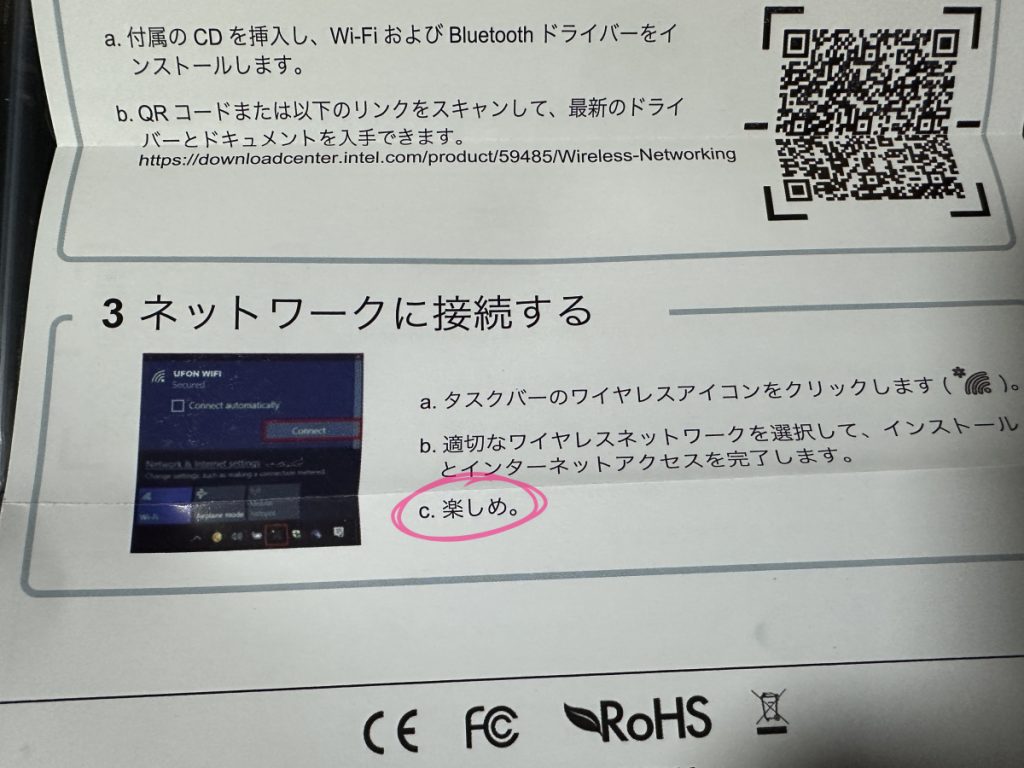 a. 付属の CD を挿入し、Wi-Fi および Bluetooth ドライバーをイ
ンストールします。
b. QR コードまたは以下のリンクをスキャンして、最新のドライ
バーとドキュメントを入手できます。
https://downloadcenter.intel.com/product/59485/Wireless-Networking
3 ネットワークに接続する
UFON WIFI
Secured
Connect automatically
Connect
Network & Internet settings
Change settings, such as making a connection metered.
Wi-Fi
Airplane mode
Mobile
hotspot
a. タスクバーのワイヤレスアイコンをクリックします ( * )。
b. 適切なワイヤレスネットワークを選択して、インストール
とインターネットアクセスを完了します。
c. 楽しめ。
CE FC RoHS